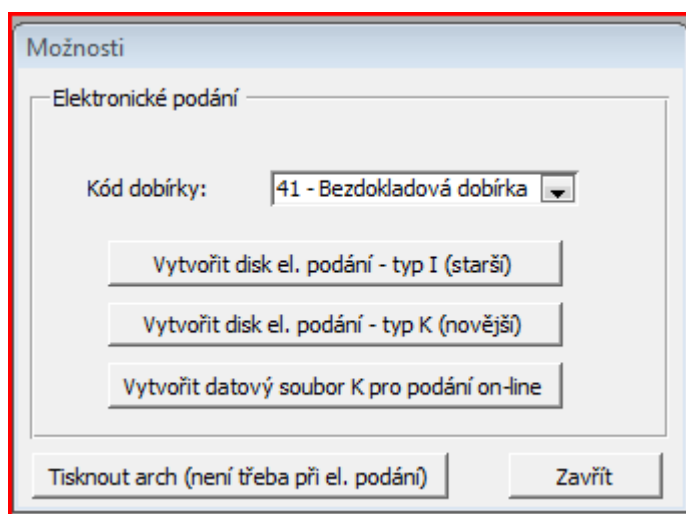 Možnosti
Elektronické podání
Kód dobírky: 41 - Bezdokladová dobírka
Vytvořit disk el. podání - typ I (starší)
Vytvořit disk el. podání - typ K (novější)
Vytvořit datový soubor K pro podání on-line
Tisknout arch (není třeba při el. podání) Zavřít